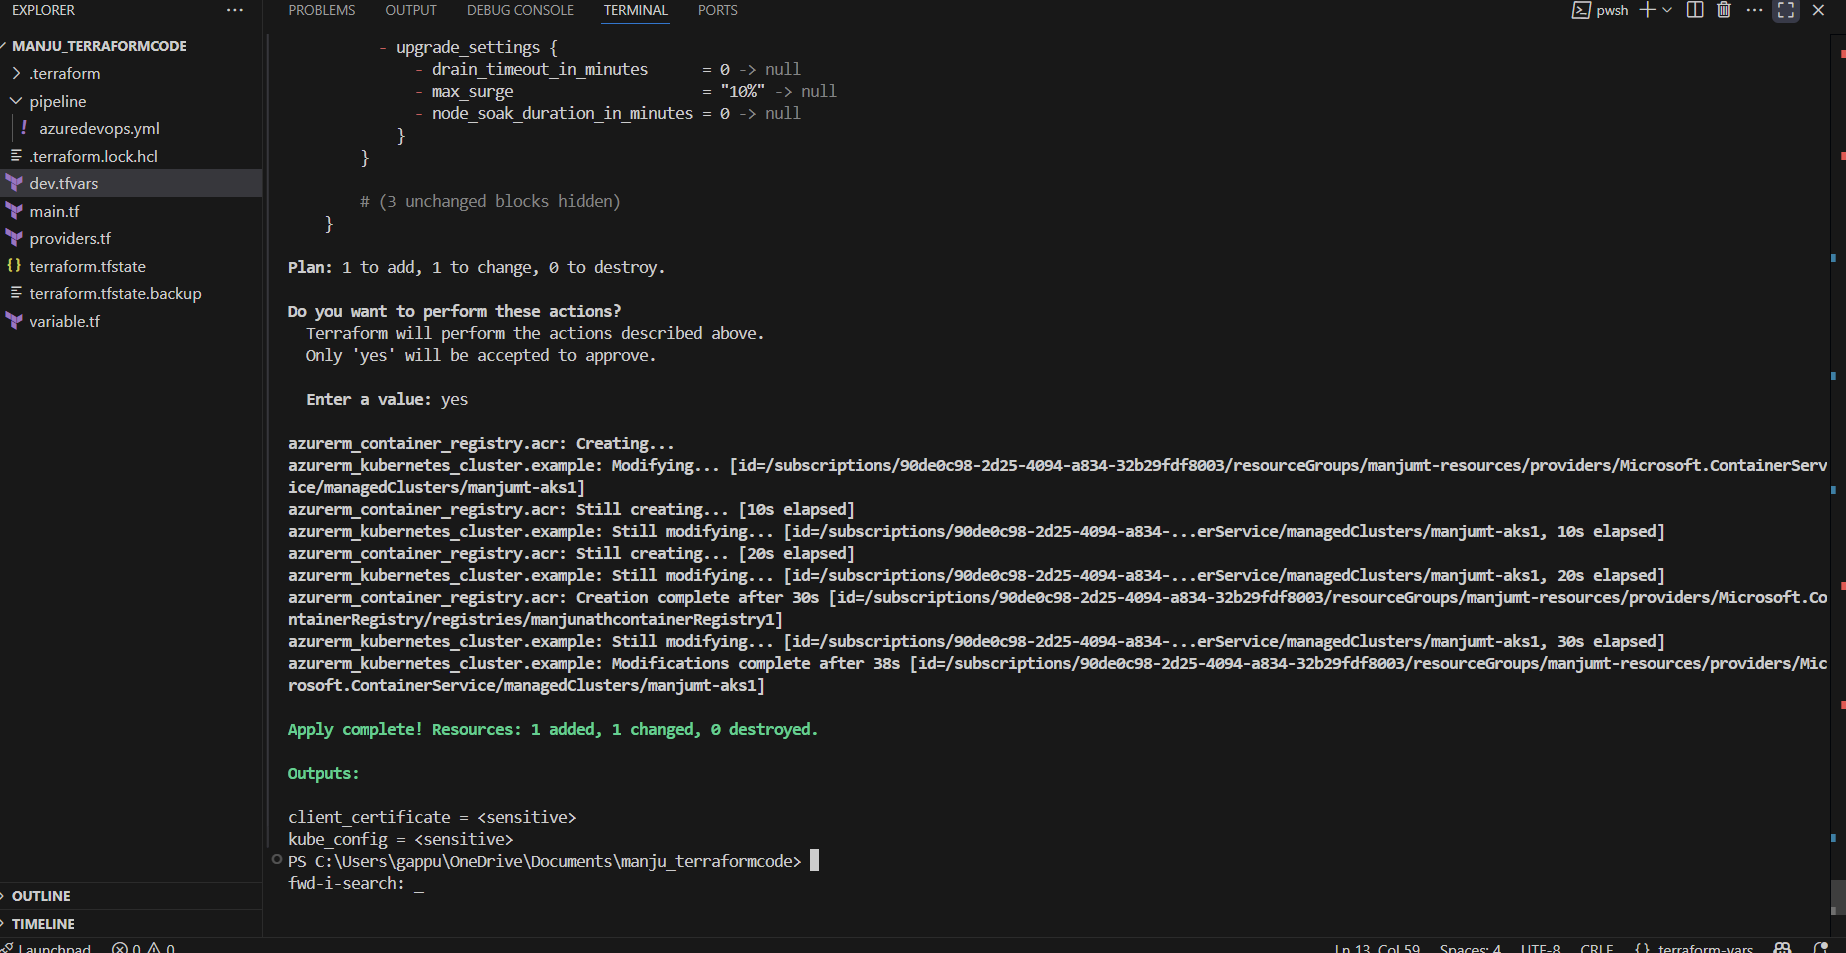 EXPLORER
PROBLEMS OUTPUT DEBUG CONSOLE TERMINAL PORTS
pwsh
MANJU_TERRAFORMCODE
.terraform
pipeline
azuredevops.yml
.terraform.lock.hcl
dev.tfvars
main.tf
providers.tf
terraform.tfstate
terraform.tfstate.backup
variable.tf
- upgrade_settings {
- drain_timeout_in_minutes = 0 -> null
- max_surge = "10%" -> null
- node_soak_duration_in_minutes = 0 -> null
}
}
# (3 unchanged blocks hidden)
}
Plan: 1 to add, 1 to change, 0 to destroy.
Do you want to perform these actions?
Terraform will perform the actions described above.
Only 'yes' will be accepted to approve.
Enter a value: yes
azurerm_container_registry.acr: Creating...
azurerm_kubernetes_cluster.example: Modifying... [id=/subscriptions/90de0c98-2d25-4094-a834-32b29fdf8003/resourceGroups/manjumt-resources/providers/Microsoft.ContainerServ
ice/managedClusters/manjumt-aks1]
azurerm_container_registry.acr: Still creating... [10s elapsed]
azurerm_kubernetes_cluster.example: Still modifying... [id=/subscriptions/90de0c98-2d25-4094-a834-...erService/managedClusters/manjumt-aks1, 10s elapsed]
azurerm_container_registry.acr: Still creating... [20s elapsed]
azurerm_kubernetes_cluster.example: Still modifying... [id=/subscriptions/90de0c98-2d25-4094-a834-...erService/managedClusters/manjumt-aks1, 20s elapsed]
azurerm_container_registry.acr: Creation complete after 30s [id=/subscriptions/90de0c98-2d25-4094-a834-32b29fdf8003/resourceGroups/manjumt-resources/providers/Microsoft.Co
ntainerRegistry/registries/manjunathcontainerRegistry1]
azurerm_kubernetes_cluster.example: Still modifying... [id=/subscriptions/90de0c98-2d25-4094-a834-...erService/managedClusters/manjumt-aks1, 30s elapsed]
azurerm_kubernetes_cluster.example: Modifications complete after 38s [id=/subscriptions/90de0c98-2d25-4094-a834-32b29fdf8003/resourceGroups/manjumt-resources/providers/Mic
rosoft.ContainerService/managedClusters/manjumt-aks1]
Apply complete! Resources: 1 added, 1 changed, 0 destroyed.
Outputs:
client_certificate = <sensitive>
kube_config = <sensitive>
PS C:\Users\gappu\OneDrive\Documents\manju_terraformcode>
fwd-i-search: _
OUTLINE
TIMELINE
Launchpad 0 0 Ln 13, Col 59 Spaces: 4 UTF-8 CRLF {} terraform-vars